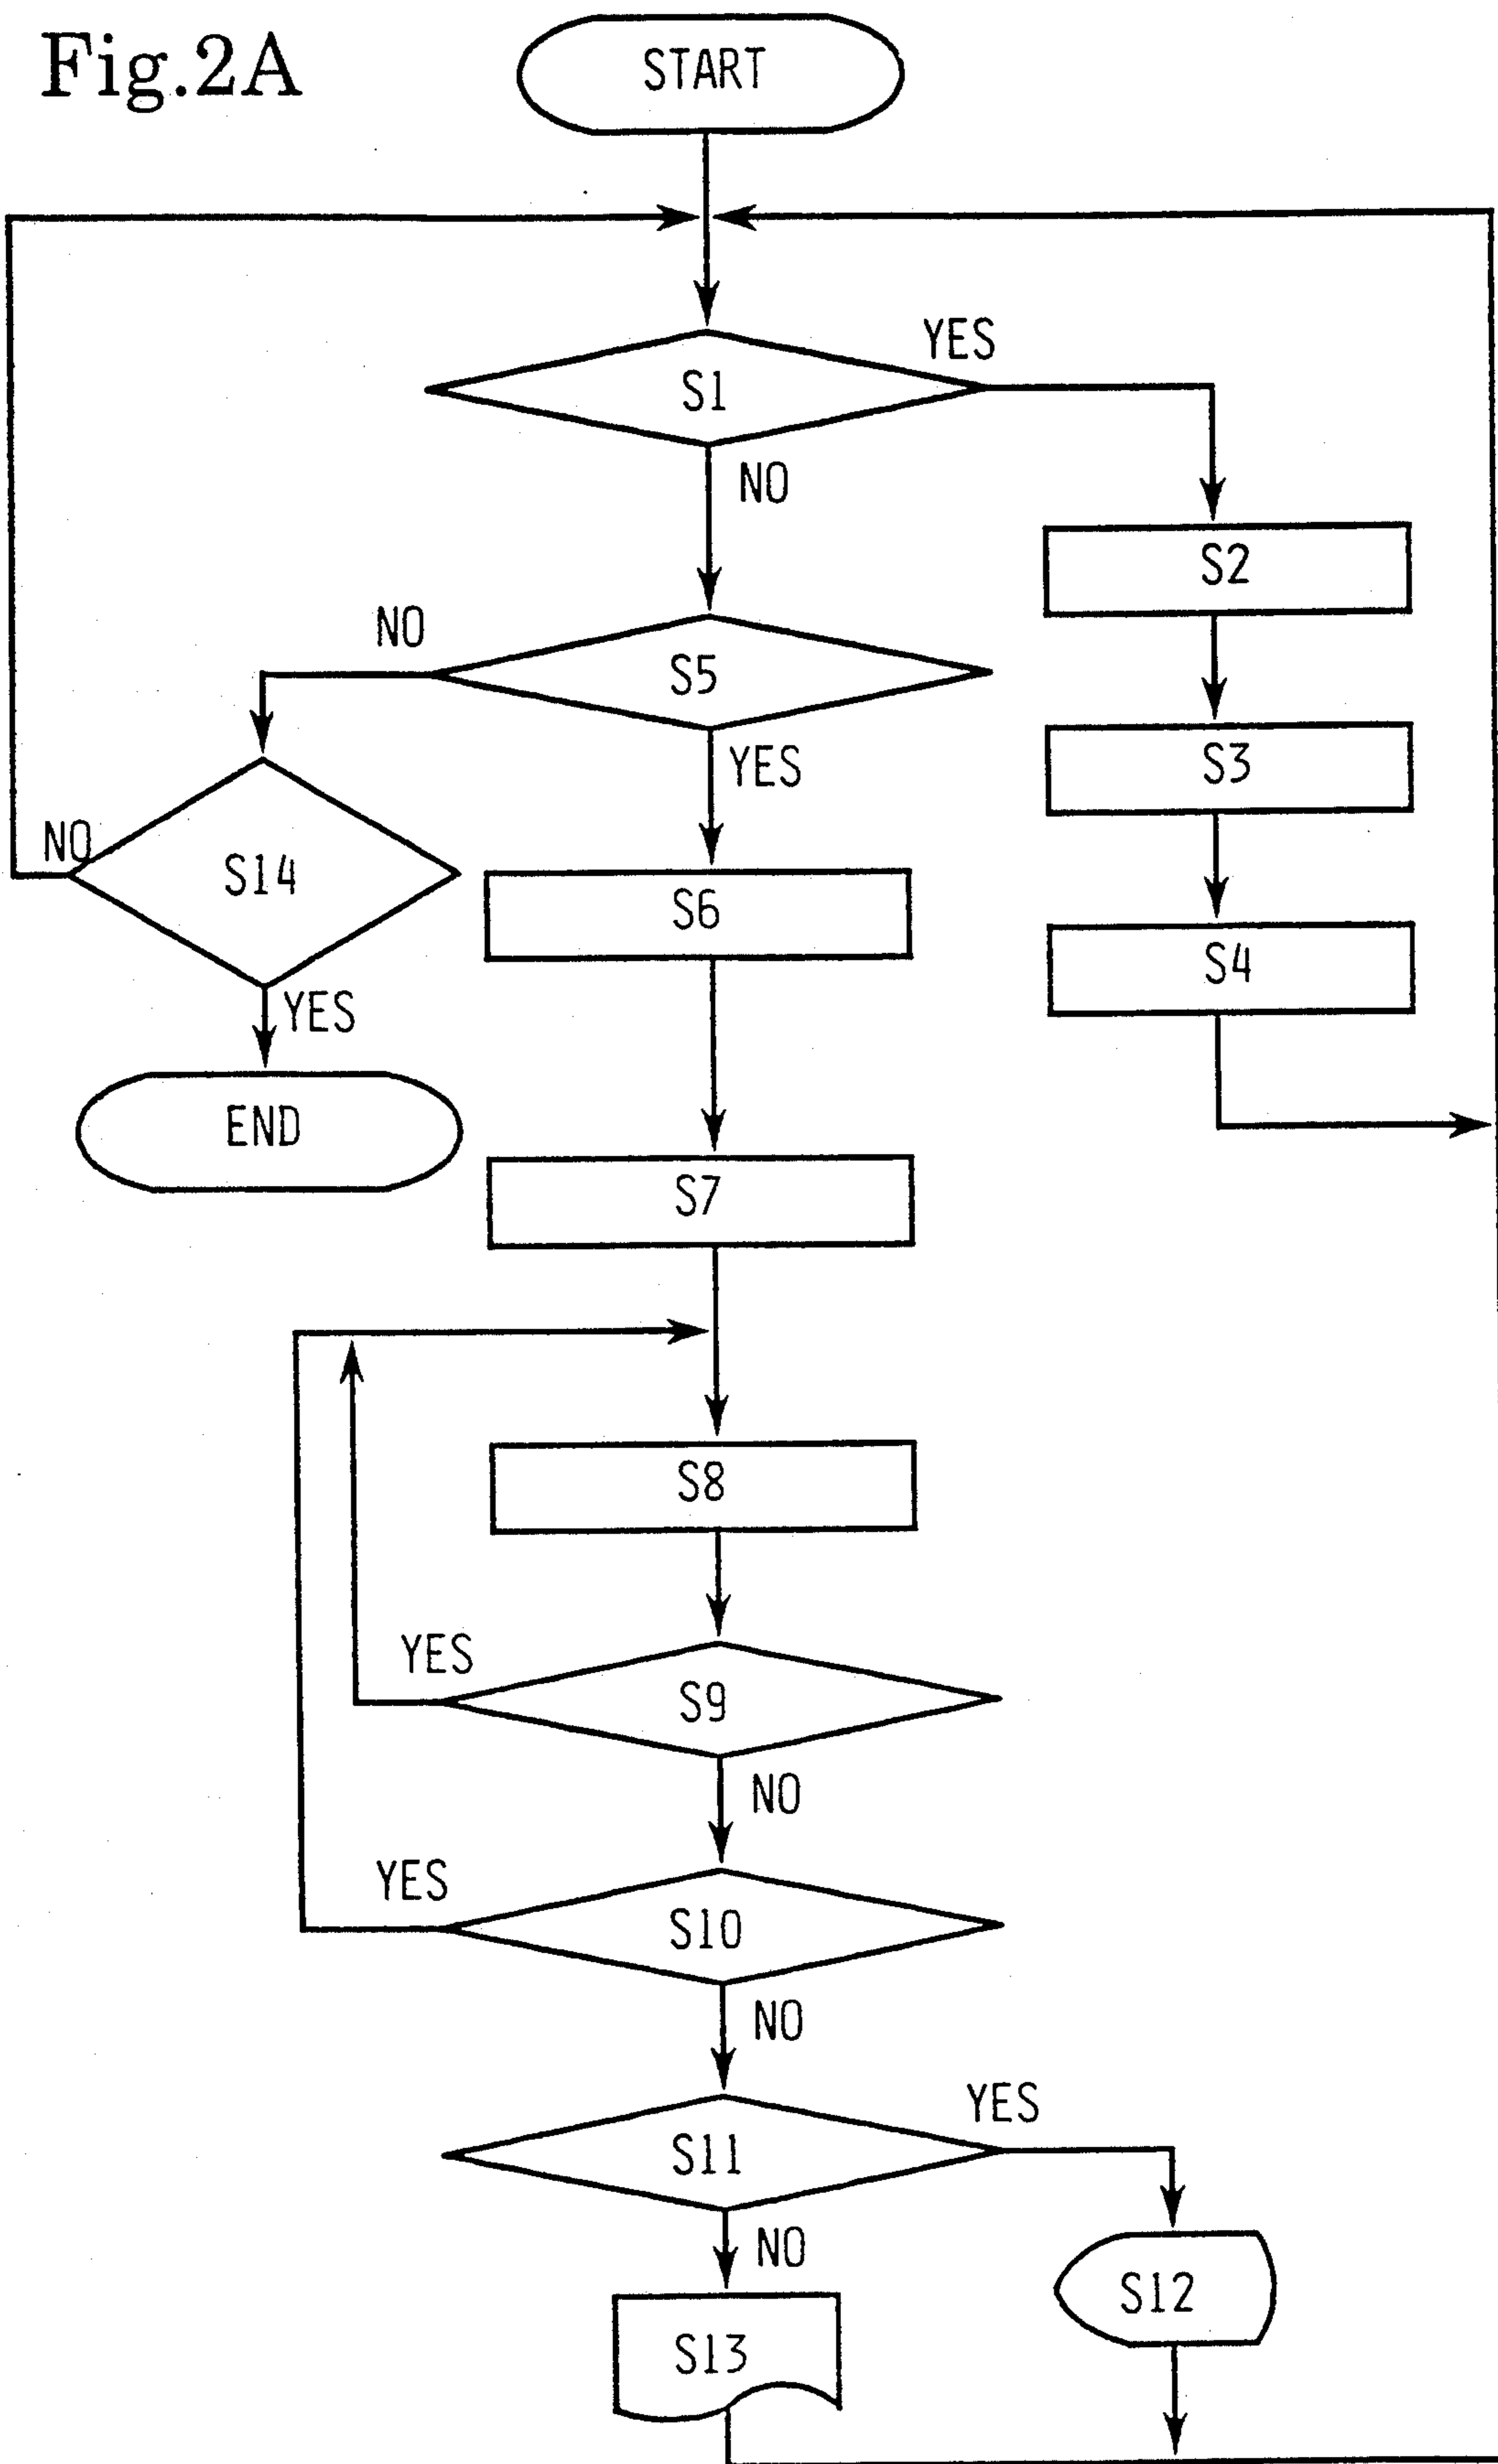 Fig.2A
START
YES
S1
NO
S2
NO
S5
YES
S3
NO
S14
S6
S4
YES
END
S7
S8
YES
S9
NO
YES
S10
NO
YES
S11
NO
S12
S13